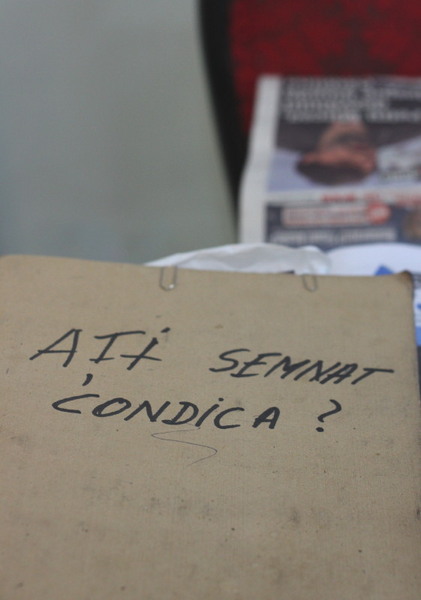 AȚI SEMNAT
CONDICA ?